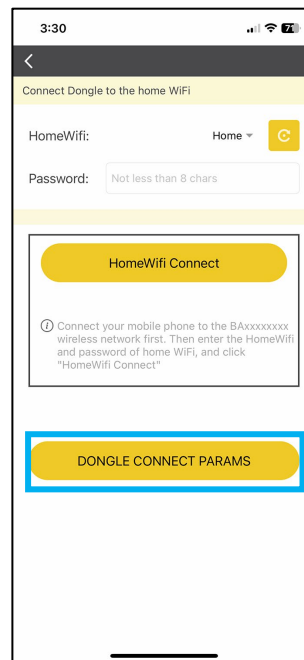 3:30
71
Connect Dongle to the home WiFi
HomeWifi:
Home
Password:
Not less than 8 chars
HomeWifi Connect
Connect your mobile phone to the BAxxxxxxxx
wireless network first. Then enter the HomeWifi
and password of home WiFi, and click
"HomeWifi Connect"
DONGLE CONNECT PARAMS